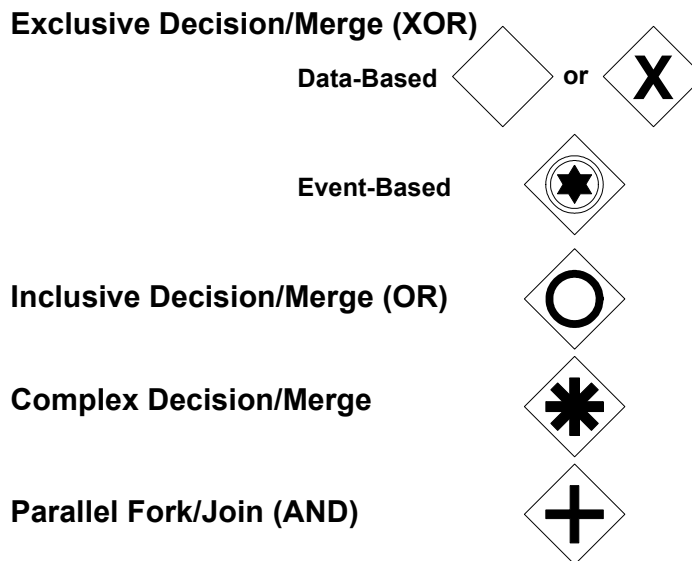 Exclusive Decision/Merge (XOR)
Data-Based or X
Event-Based
Inclusive Decision/Merge (OR)
Complex Decision/Merge
Parallel Fork/Join (AND)